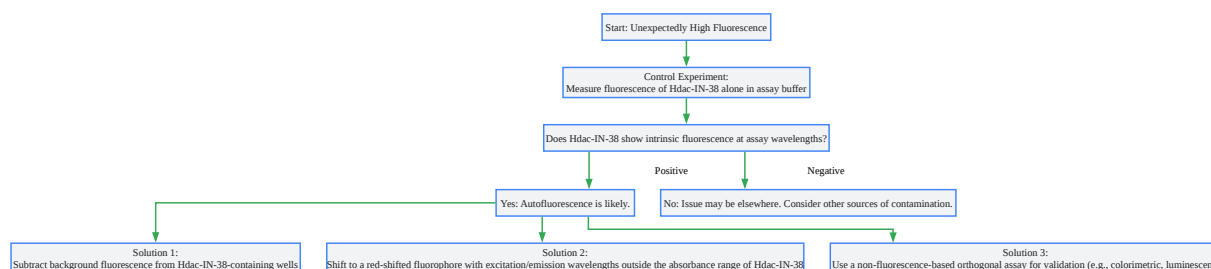 Start: Unexpectedly High Fluorescence
Control Experiment:
Measure fluorescence of Hdac-IN-38 alone in assay buffer
Does Hdac-IN-38 show intrinsic fluorescence at assay wavelengths?
Positive
Negative
Yes: Autofluorescence is likely.
No: Issue may be elsewhere. Consider other sources of contamination.
Solution 1:
Subtract background fluorescence from Hdac-IN-38-containing wells
Solution 2:
Shift to a red-shifted fluorophore with excitation/emission wavelengths outside the absorbance range of Hdac-IN-38
Solution 3:
Use a non-fluorescence-based orthogonal assay for validation (e.g., colorimetric,